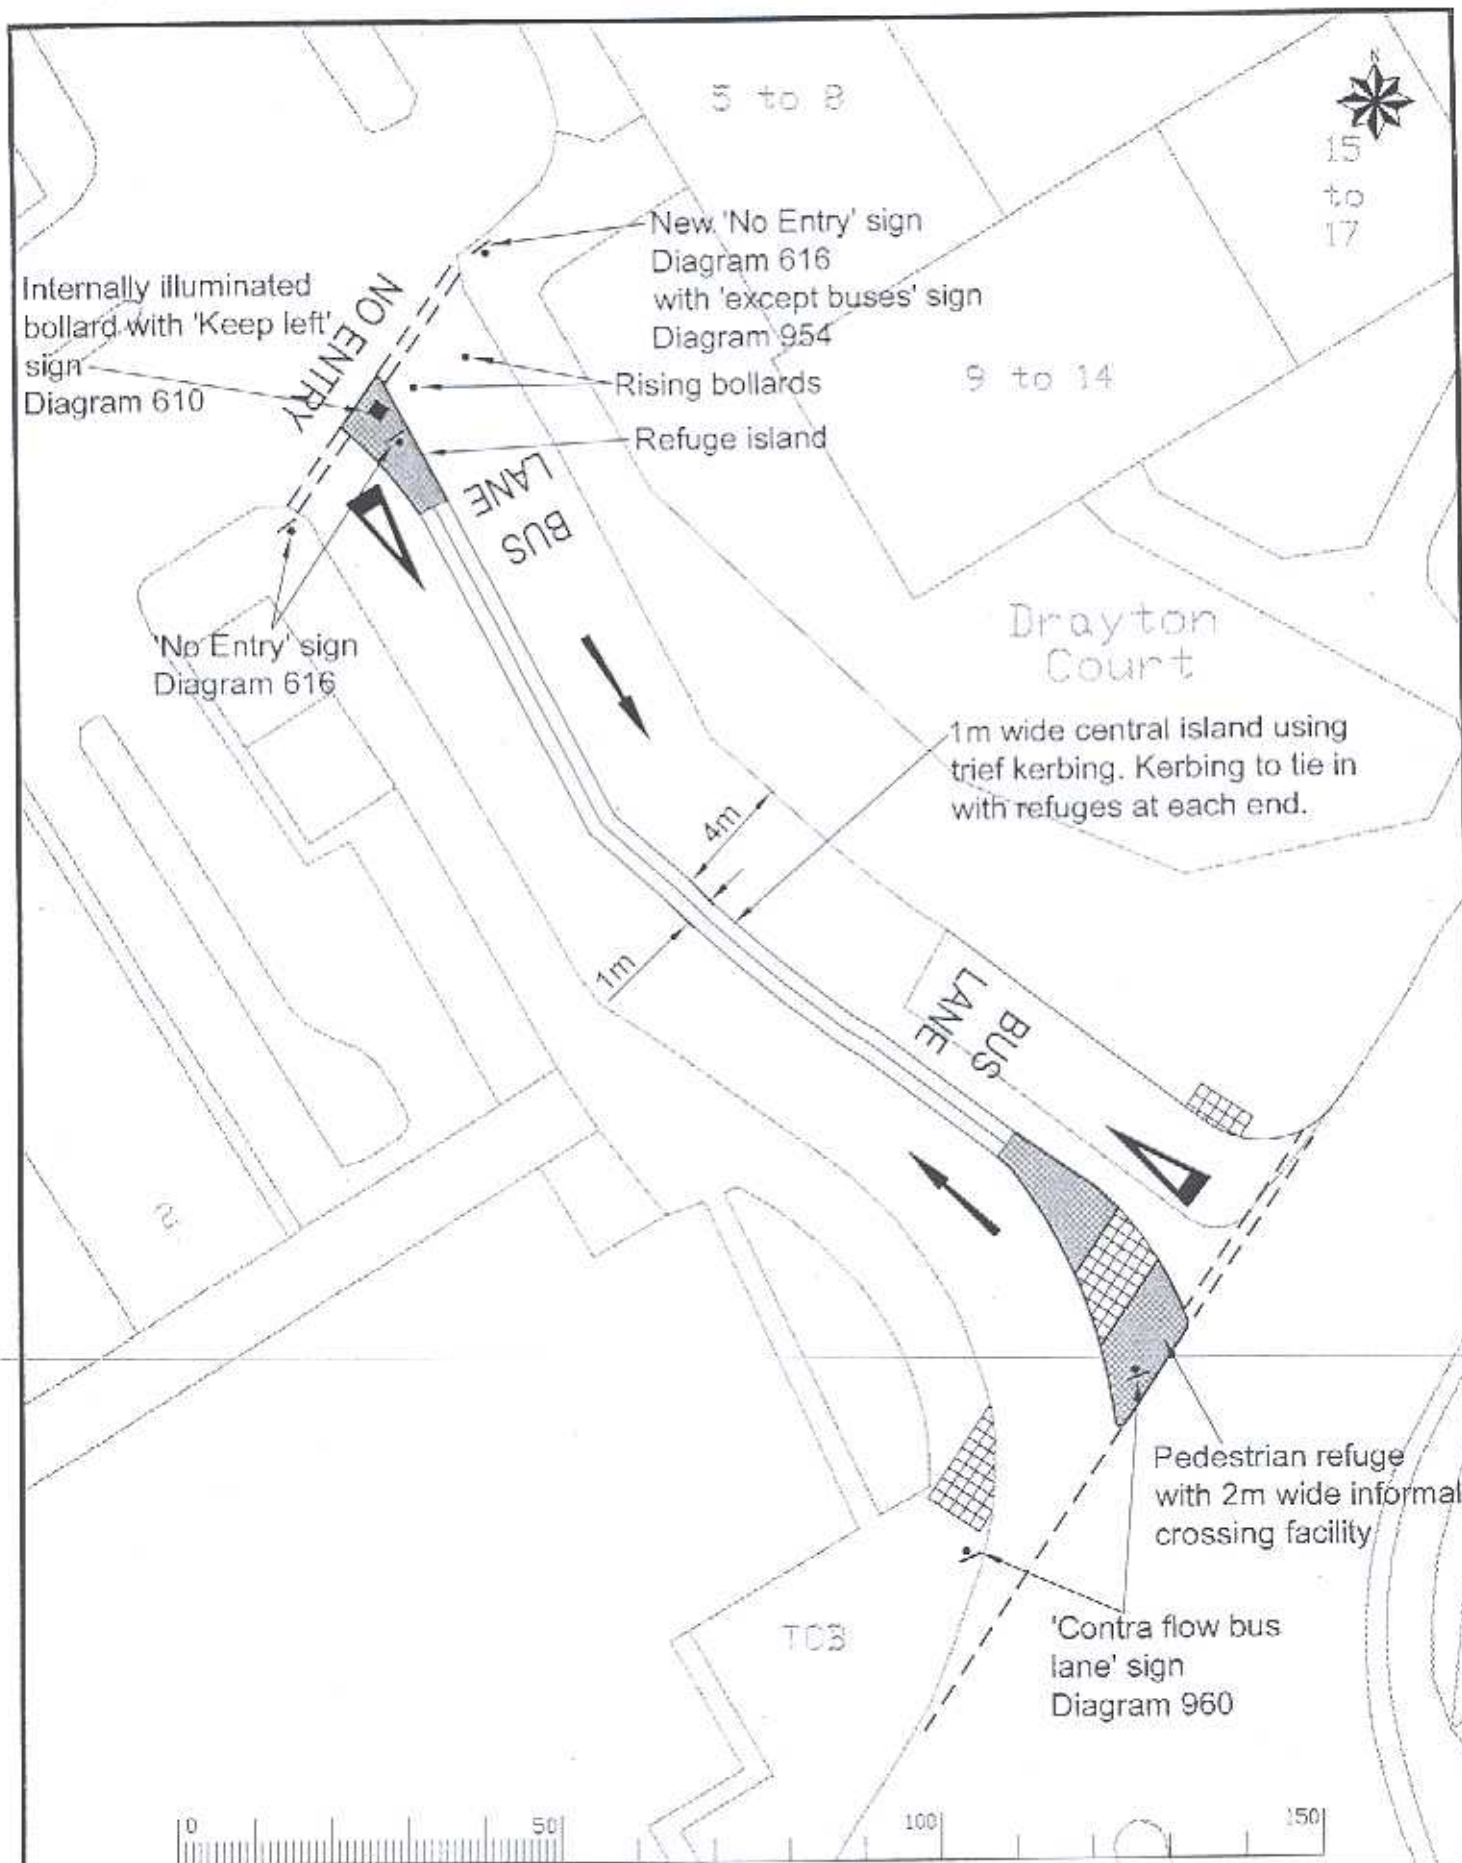 N
5 to 8
15
to
17
New 'No Entry' sign
Diagram 616
with 'except buses' sign
Diagram 954
Internally illuminated
bollard with 'Keep left'
sign
Diagram 610
NO ENTRY
Rising bollards
9 to 14
Refuge island
BUS
LANE
'No Entry' sign
Diagram 616
Drayton
Court
1m wide central island using
trief kerbing. Kerbing to tie in
with refuges at each end.
4m
1m
BUS
LANE
2
Pedestrian refuge
with 2m wide informal
crossing facility
TCB
'Contra flow bus
lane' sign
Diagram 960
0 50 100 150